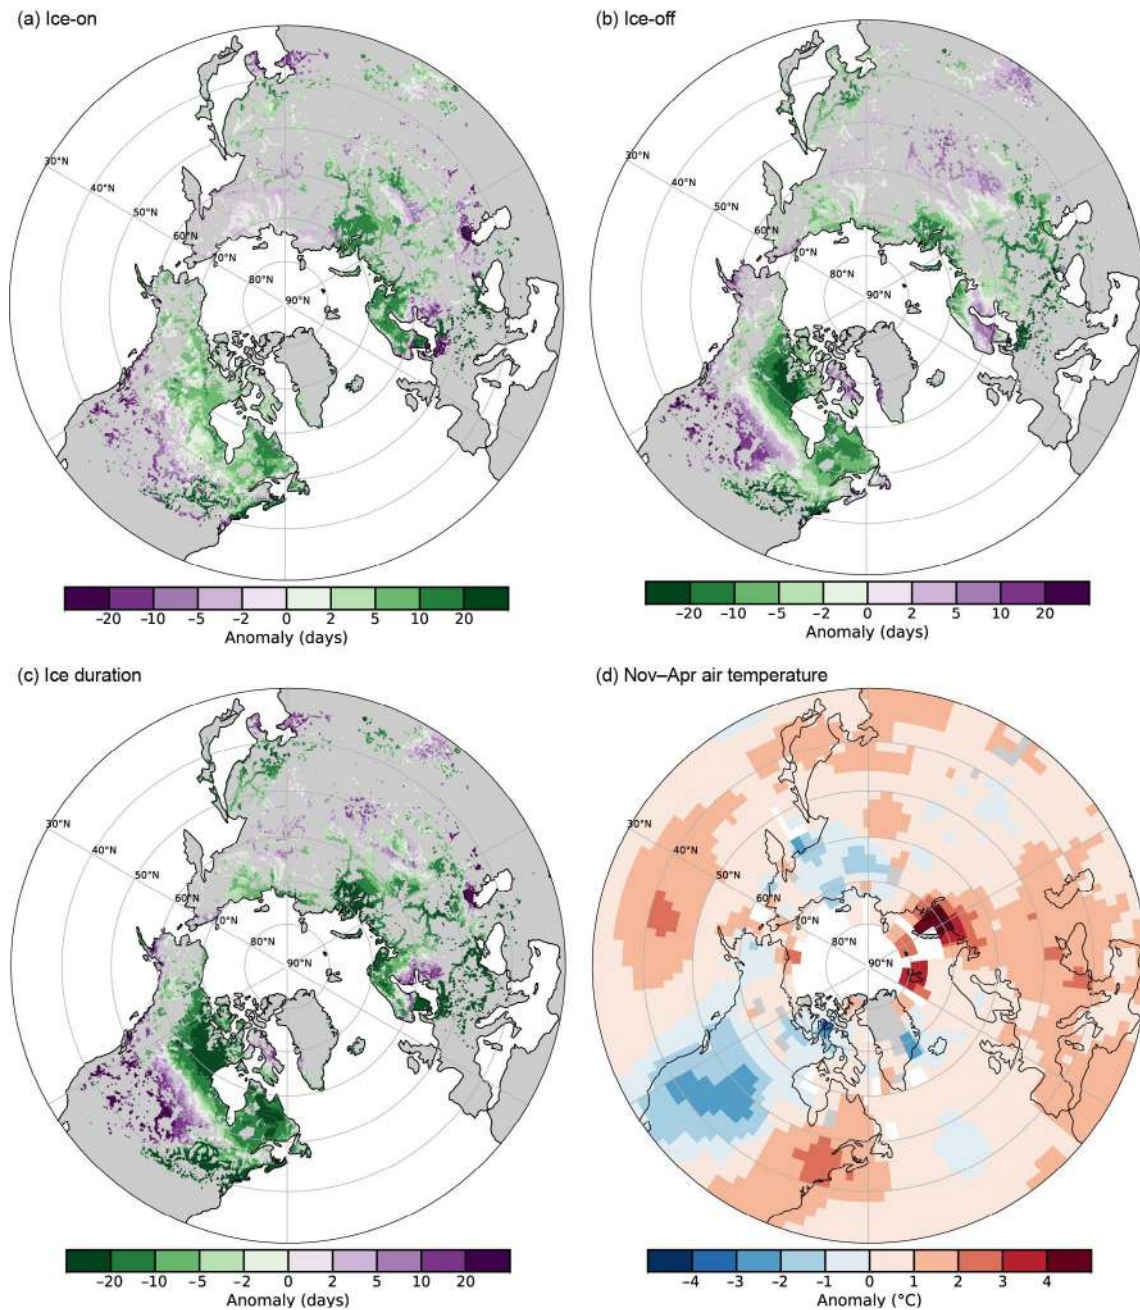 (a) Ice-on
30°N
40°N
50°N
60°N
70°N
80°N
90°N
−20 −10 −5 −2 0 2 5 10 20
Anomaly (days)
(b) Ice-off
30°N
40°N
50°N
60°N
70°N
80°N
90°N
−20 −10 −5 −2 0 2 5 10 20
Anomaly (days)
(c) Ice duration
30°N
40°N
50°N
60°N
70°N
80°N
90°N
−20 −10 −5 −2 0 2 5 10 20
Anomaly (days)
(d) Nov–Apr air temperature
30°N
40°N
50°N
60°N
70°N
80°N
90°N
−4 −3 −2 −1 0 1 2 3 4
Anomaly (°C)